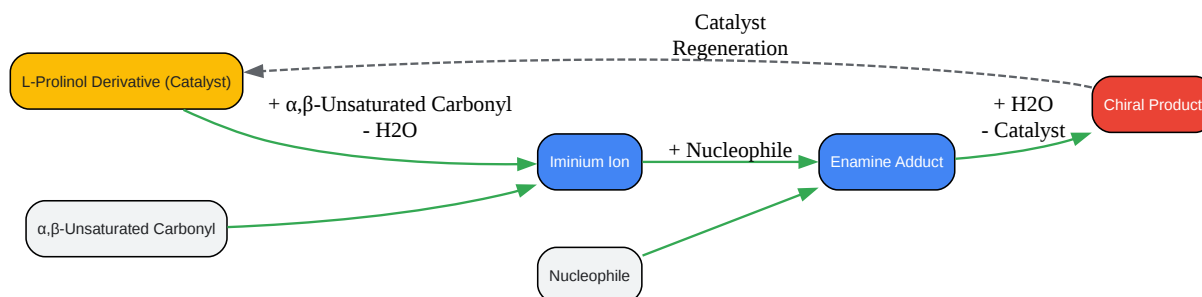 Catalyst
Regeneration
L-Prolinol Derivative (Catalyst)
+ α,β-Unsaturated Carbonyl
- H2O
+ H2O
- Catalyst
Chiral Product
Iminium Ion
+ Nucleophile
Enamine Adduct
α,β-Unsaturated Carbonyl
Nucleophile